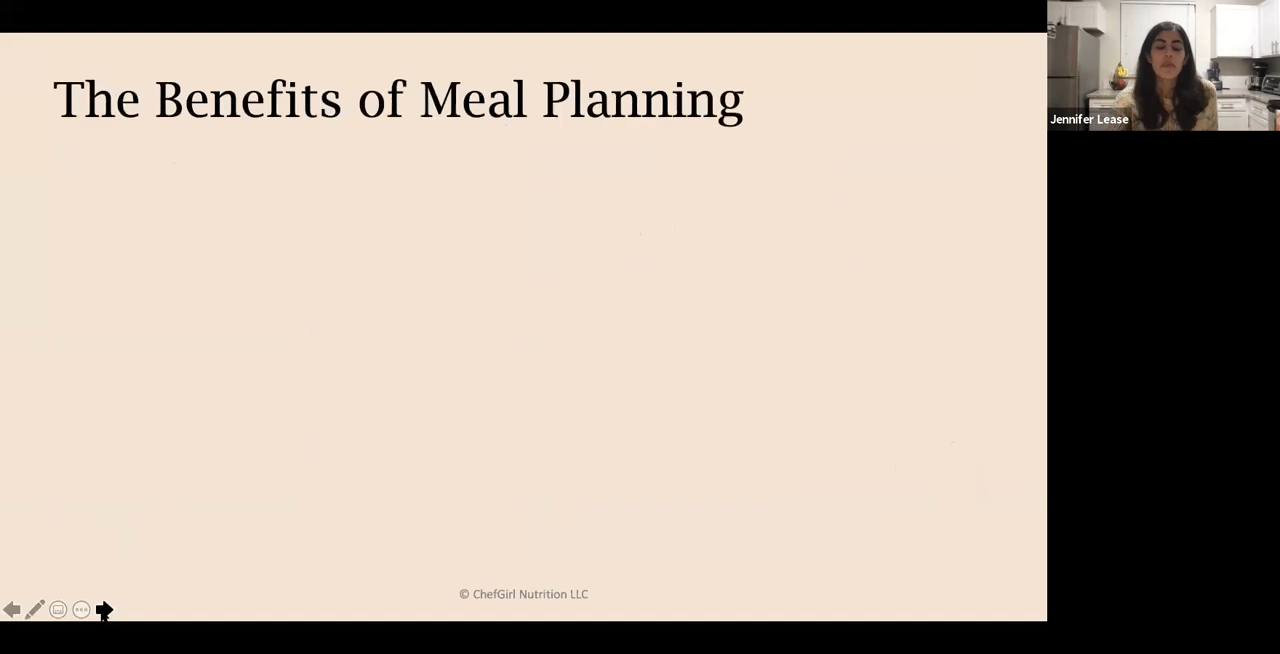 The Benefits of Meal Planning
Jennifer Lease
© ChefGirl Nutrition LLC